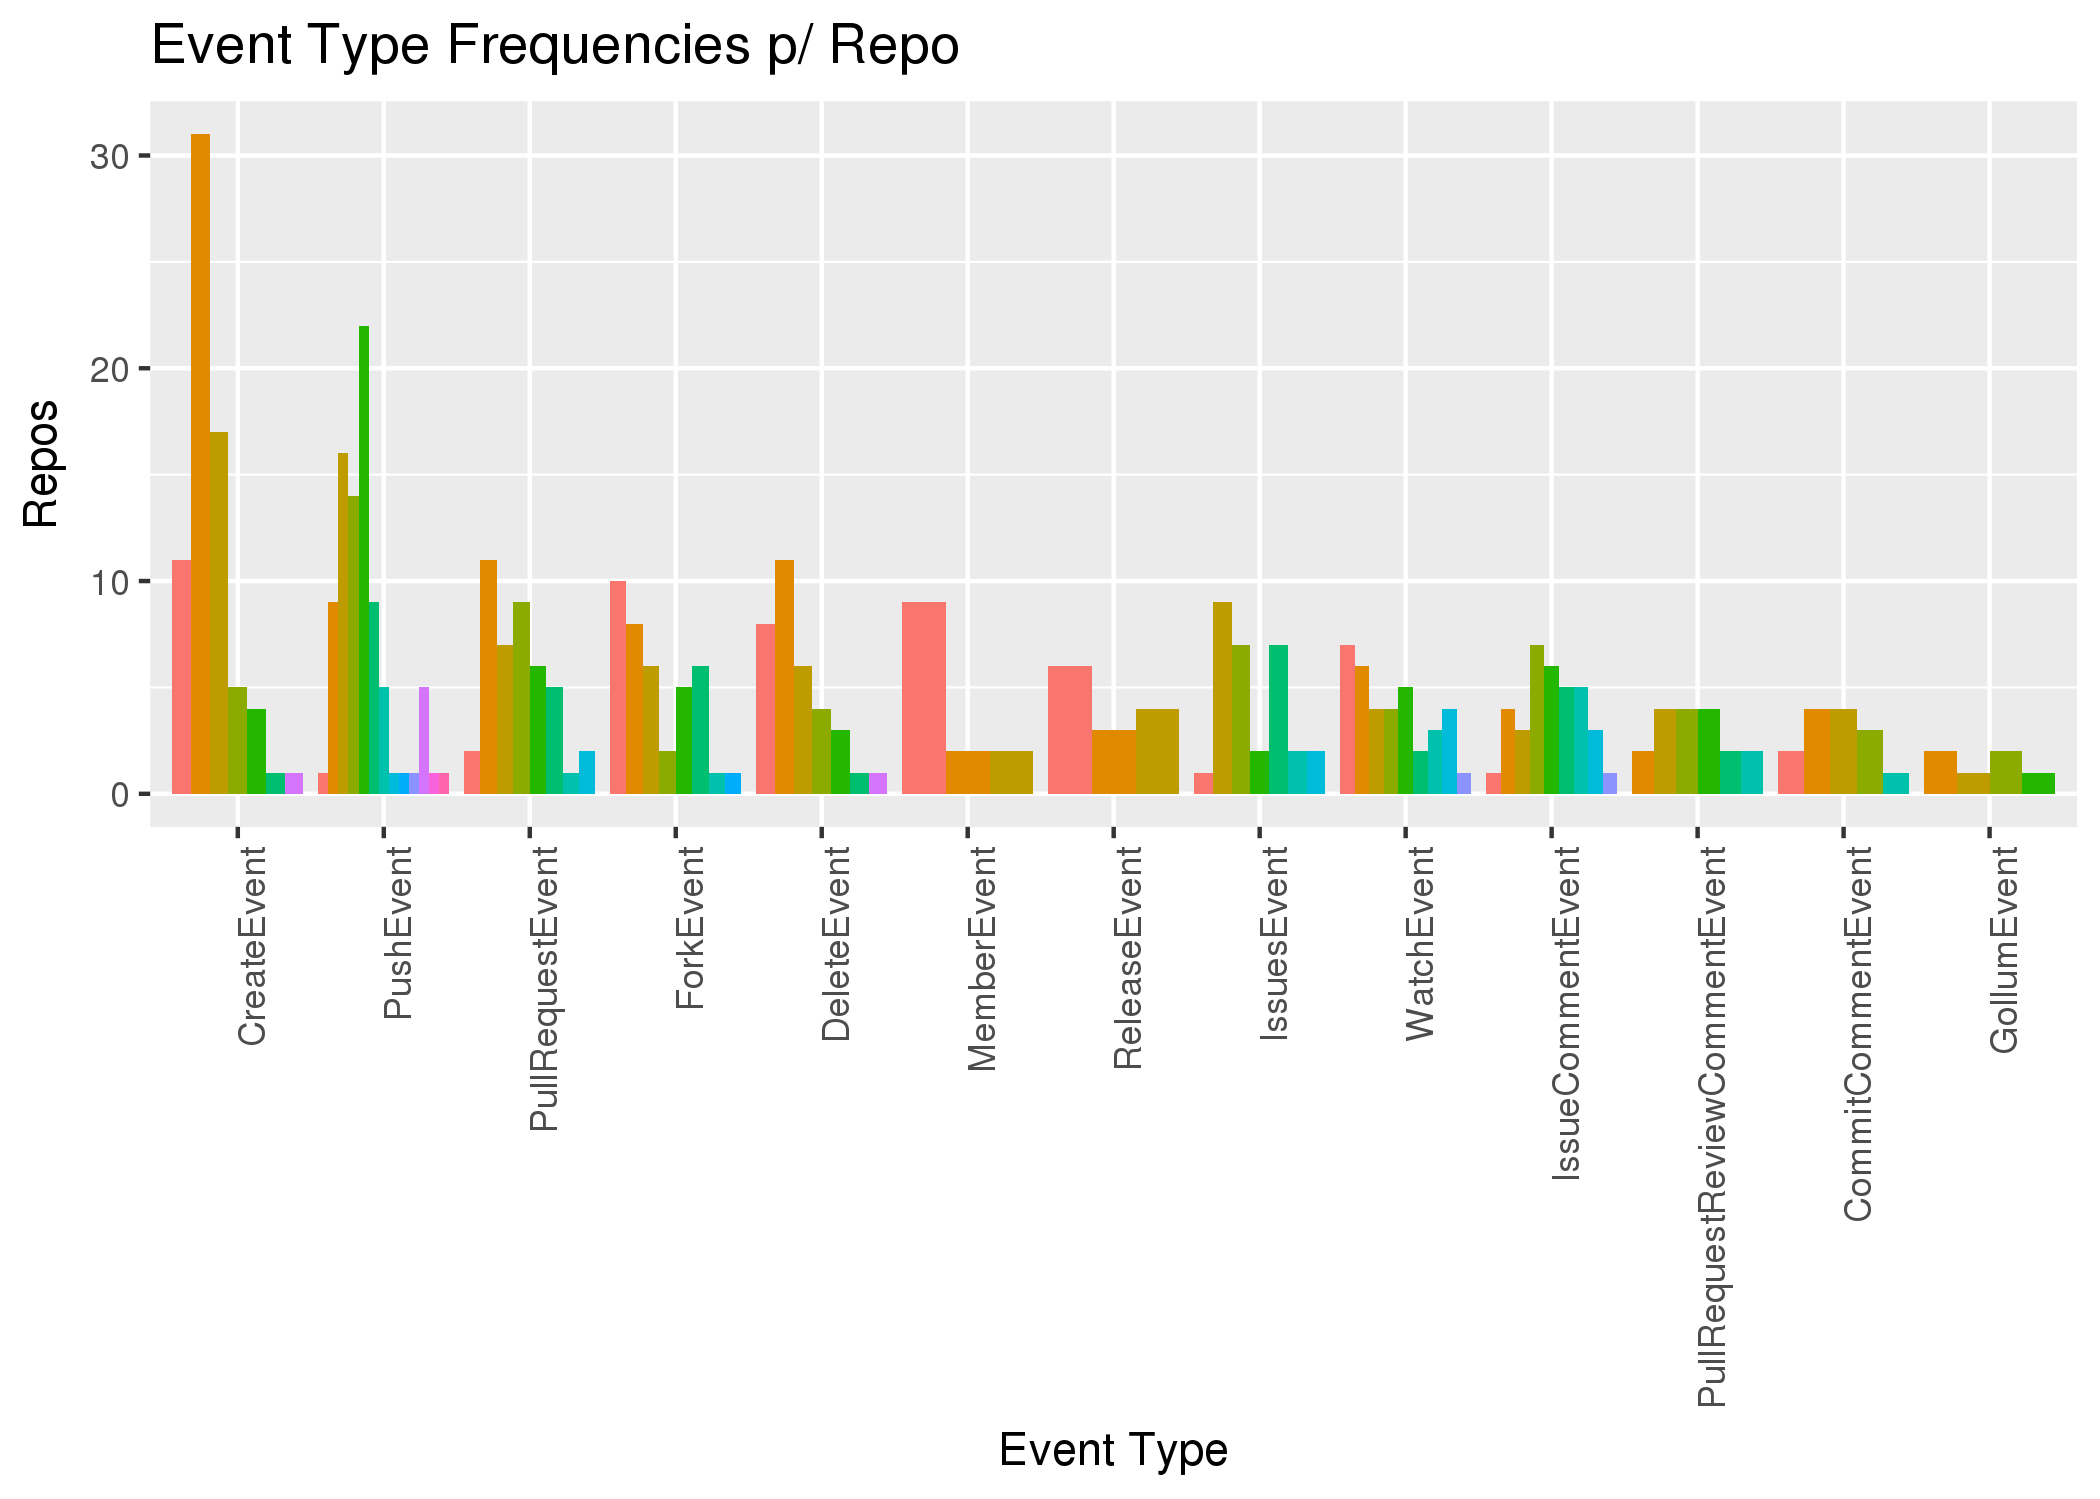 Event Type Frequencies p/ Repo
Repos
30
20
10
0
CreateEvent
PushEvent
PullRequestEvent
ForkEvent
DeleteEvent
MemberEvent
ReleaseEvent
IssuesEvent
WatchEvent
IssueCommentEvent
PullRequestReviewCommentEvent
CommitCommentEvent
GollumEvent
Event Type